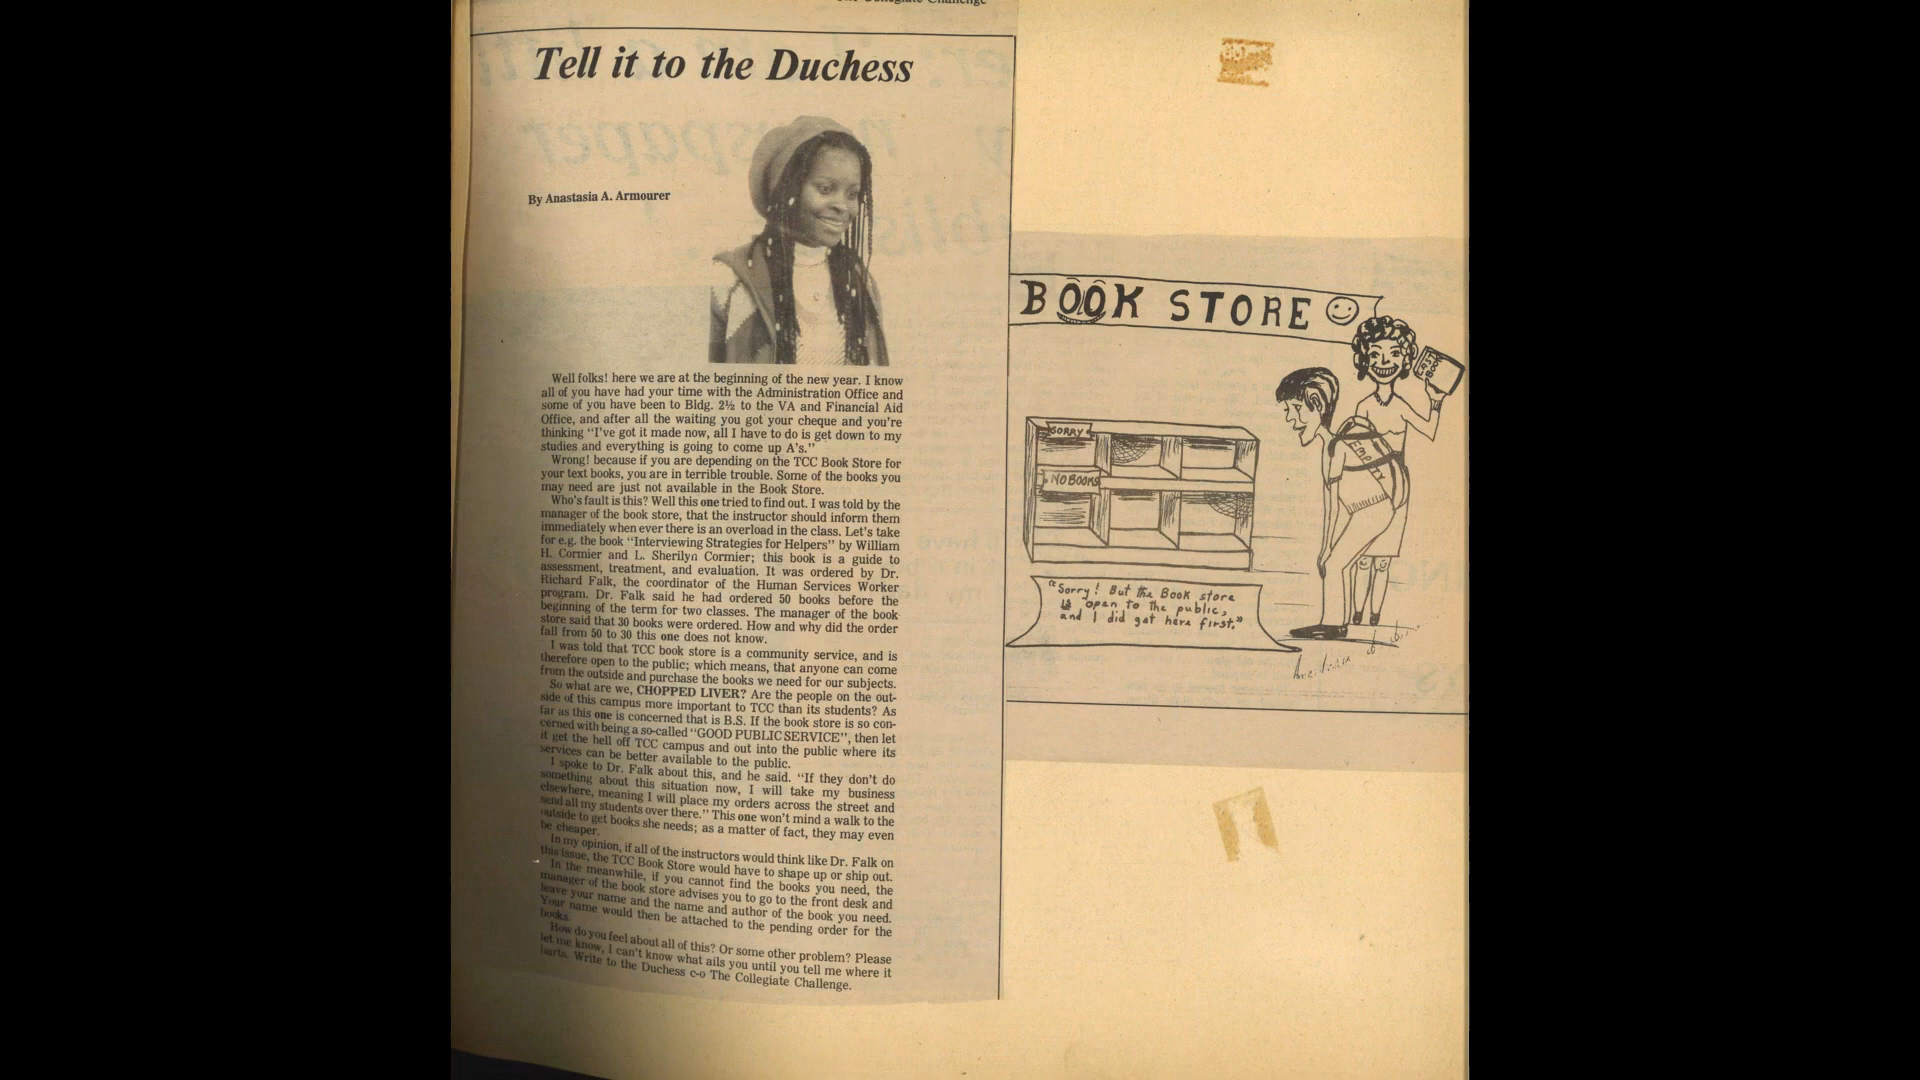 The Collegiate Challenge
Tell it to the Duchess
By Anastasia A. Armourer
Well folks! here we are at the beginning of the new year. I know
all of you have had your time with the Administration Office and
some of you have been to Bldg. 2½ to the VA and Financial Aid
Office, and after all the waiting you got your cheque and you're
thinking "I've got it made now, all I have to do is get down to my
studies and everything is going to come up A's."
Wrong! because if you are depending on the TCC Book Store for
your text books, you are in terrible trouble. Some of the books you
may need are just not available in the Book Store.
Who's fault is this? Well this one tried to find out. I was told by the
manager of the book store, that the instructor should inform them
immediately when ever there is an overload in the class. Let's take
for e.g. the book "Interviewing Strategies for Helpers" by William
H. Cormier and L. Sherilyn Cormier; this book is a guide to
assessment, treatment, and evaluation. It was ordered by Dr.
Richard Falk, the coordinator of the Human Services Worker
program. Dr. Falk said he had ordered 50 books before the
beginning of the term for two classes. The manager of the book
store said that 30 books were ordered. How and why did the order
fall from 50 to 30 this one does not know.
I was told that TCC book store is a community service, and is
therefore open to the public; which means, that anyone can come
from the outside and purchase the books we need for our subjects.
So what are we, CHOPPED LIVER? Are the people on the out-
side of this campus more important to TCC than its students? As
far as this one is concerned that is B.S. If the book store is so con-
cerned with being a so-called "GOOD PUBLIC SERVICE", then let
it get the hell off TCC campus and out into the public where its
services can be better available to the public.
I spoke to Dr. Falk about this, and he said. "If they don't do
something about this situation now, I will take my business
elsewhere, meaning I will place my orders across the street and
send all my students over there." This one won't mind a walk to the
outside to get books she needs; as a matter of fact, they may even
be cheaper.
In my opinion, if all of the instructors would think like Dr. Falk on
this issue, the TCC Book Store would have to shape up or ship out.
In the meanwhile, if you cannot find the books you need, the
manager of the book store advises you to go to the front desk and
leave your name and the name and author of the book you need.
Your name would then be attached to the pending order for the
books.
How do you feel about all of this? Or some other problem? Please
let me know, I can't know what ails you until you tell me where it
hurts. Write to the Duchess c-o The Collegiate Challenge.
BOOK STORE
LAST BOOK
SORRY
NO BOOKS
EMPTY
"Sorry! But the Book store
is open to the public,
and I did get here first."